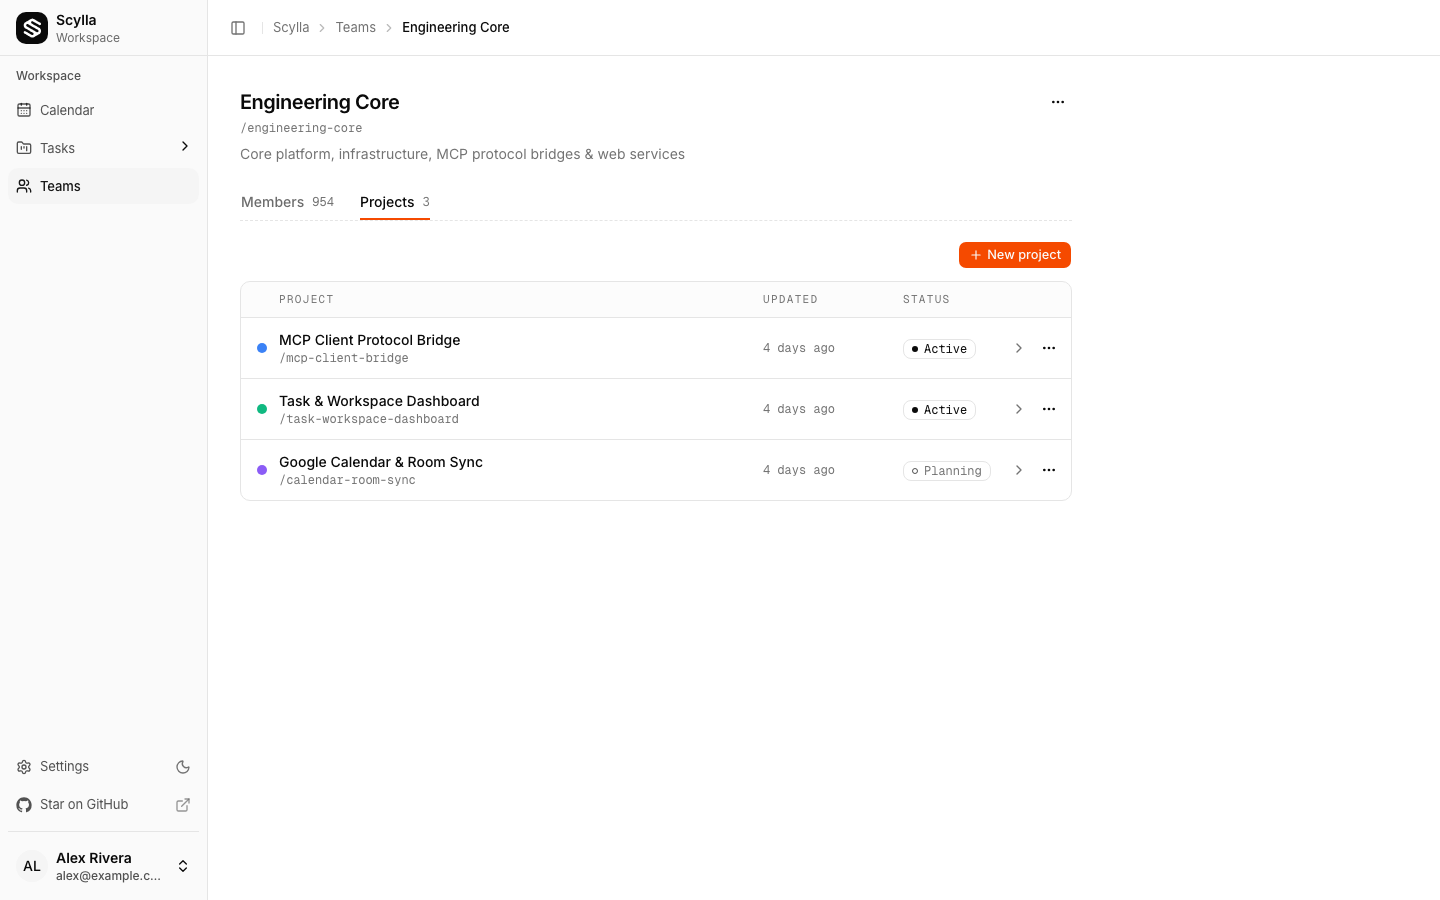 Scylla
Workspace
Workspace
Calendar
Tasks
Teams
Settings
Star on GitHub
AL
Alex Rivera
alex@example.c...
Scylla
Teams
Engineering Core
Engineering Core
/engineering-core
Core platform, infrastructure, MCP protocol bridges & web services
Members 954
Projects 3
New project
PROJECT UPDATED STATUS
MCP Client Protocol Bridge
/mcp-client-bridge
4 days ago
Active
Task & Workspace Dashboard
/task-workspace-dashboard
4 days ago
Active
Google Calendar & Room Sync
/calendar-room-sync
4 days ago
Planning